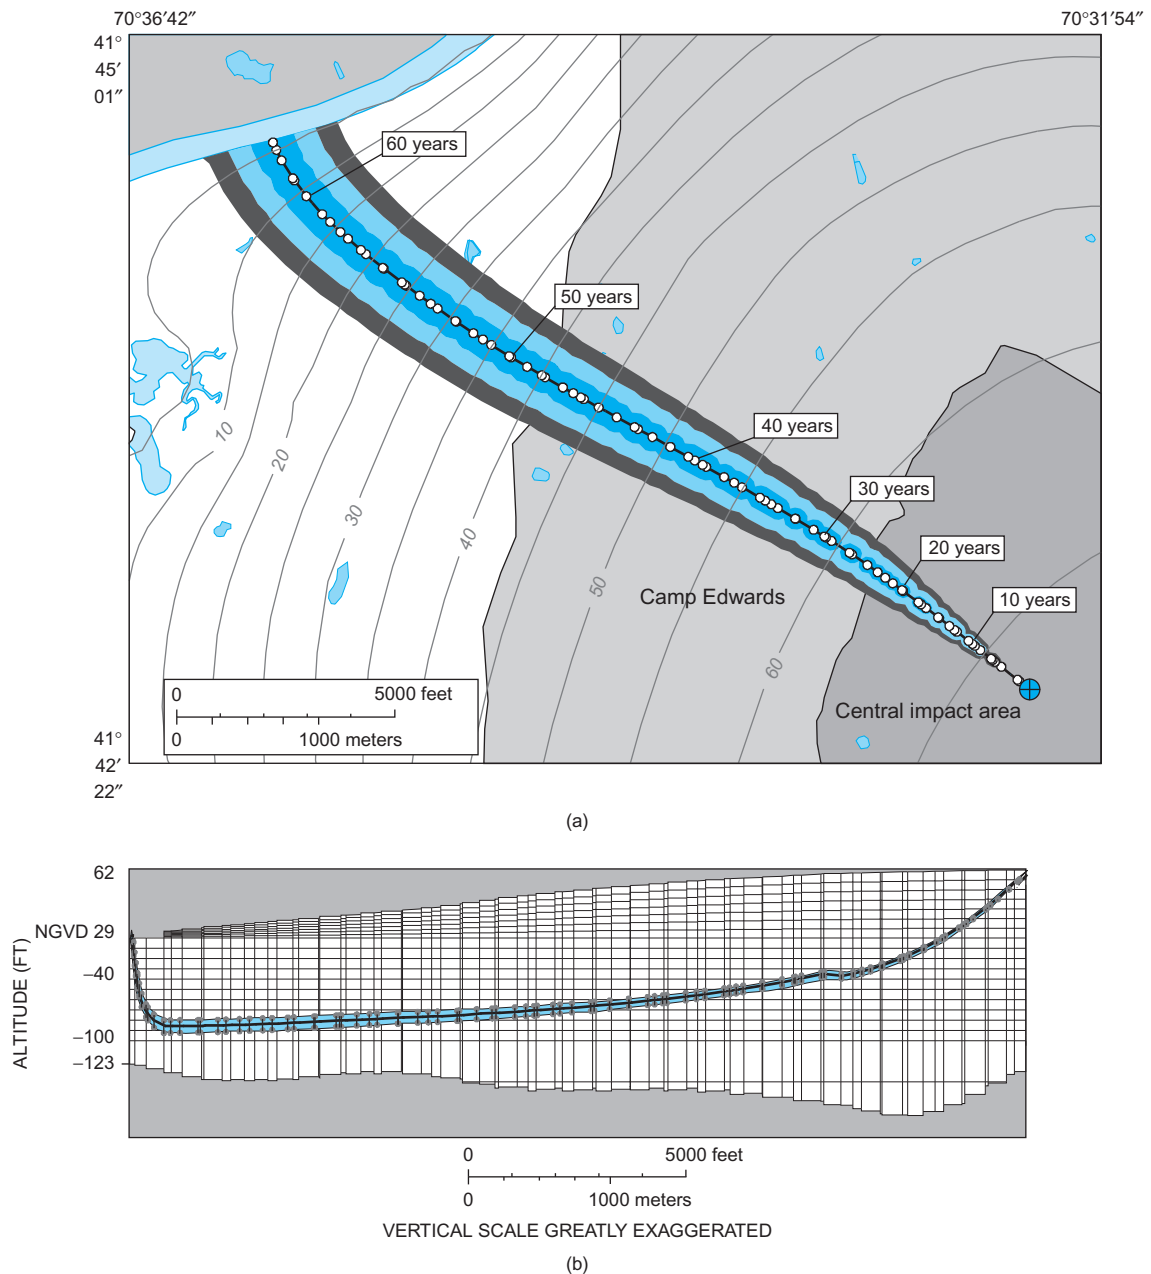 70°36′42″
70°31′54″
41°
45′
01″
60 years
50 years
40 years
30 years
20 years
10 years
10
20
30
40
50
60
Camp Edwards
Central impact area
0 5000 feet
0 1000 meters
41°
42′
22″
(a)
62
NGVD 29
−40
−100
−123
ALTITUDE (FT)
0 5000 feet
0 1000 meters
VERTICAL SCALE GREATLY EXAGGERATED
(b)